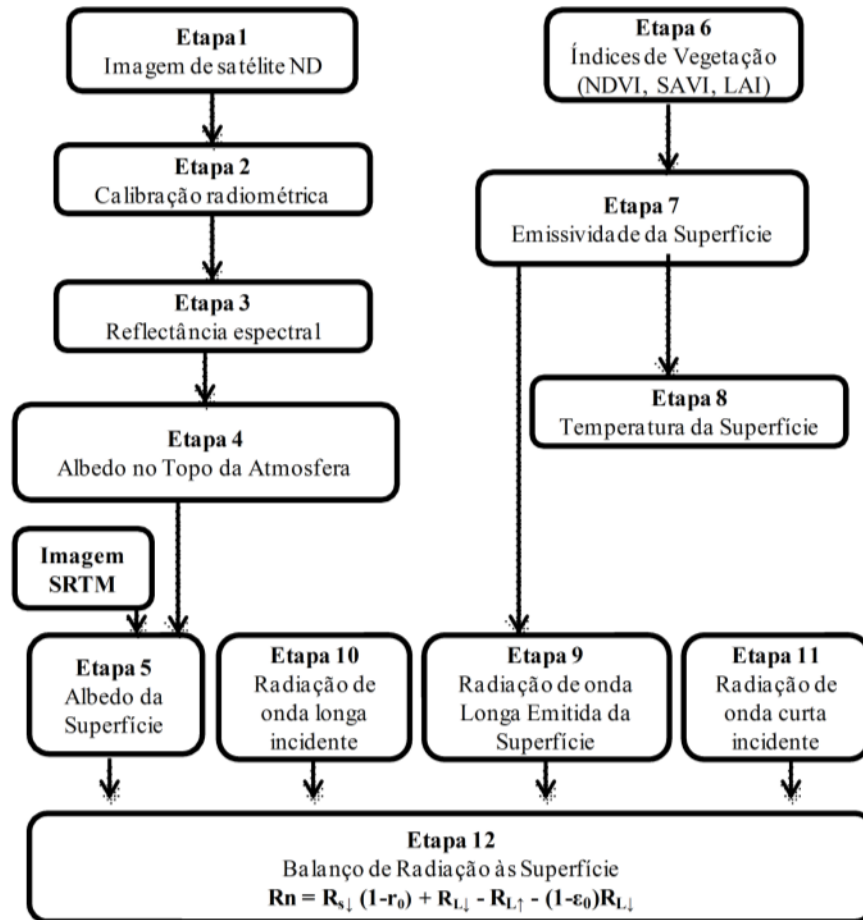 Etapa1
Imagem de satélite ND
Etapa 2
Calibração radiométrica
Etapa 3
Reflectância espectral
Etapa 4
Albedo no Topo da Atmosfera
Imagem
SRTM
Etapa 5
Albedo da
Superfície
Etapa 6
Índices de Vegetação
(NDVI, SAVI, LAI)
Etapa 7
Emissividade da Superfície
Etapa 8
Temperatura da Superfície
Etapa 10
Radiação de
onda longa
incidente
Etapa 9
Radiação de onda
Longa Emitida da
Superfície
Etapa 11
Radiação de
onda curta
incidente
Etapa 12
Balanço de Radiação às Superfície
Rn = Rs↓ (1-r₀) + RL↓ - RL↑ - (1-ε₀)RL↓